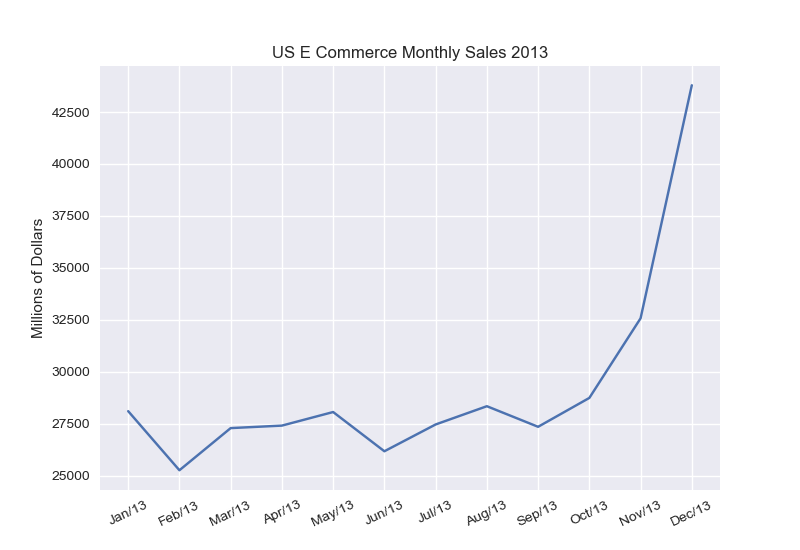 US E Commerce Monthly Sales 2013
Millions of Dollars
42500
40000
37500
35000
32500
30000
27500
25000
Jan/13 Feb/13 Mar/13 Apr/13 May/13 Jun/13 Jul/13 Aug/13 Sep/13 Oct/13 Nov/13 Dec/13